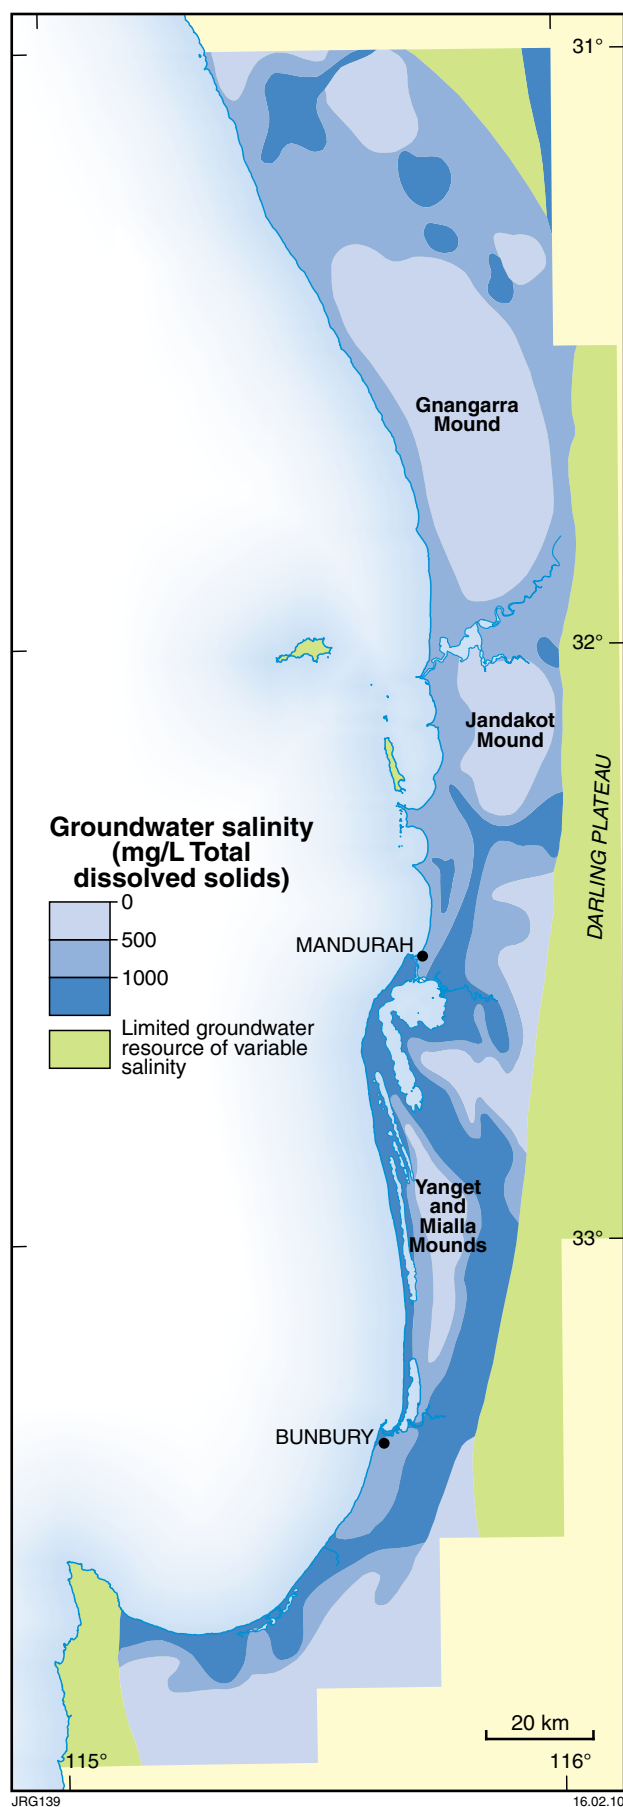 31°
Gnangarra
Mound
32°
Jandakot
Mound
DARLING PLATEAU
Groundwater salinity
(mg/L Total
dissolved solids)
0
500
1000
Limited groundwater
resource of variable
salinity
MANDURAH
Yanget
and
Mialla
Mounds
33°
BUNBURY
20 km
115°
116°
JRG139
16.02.10